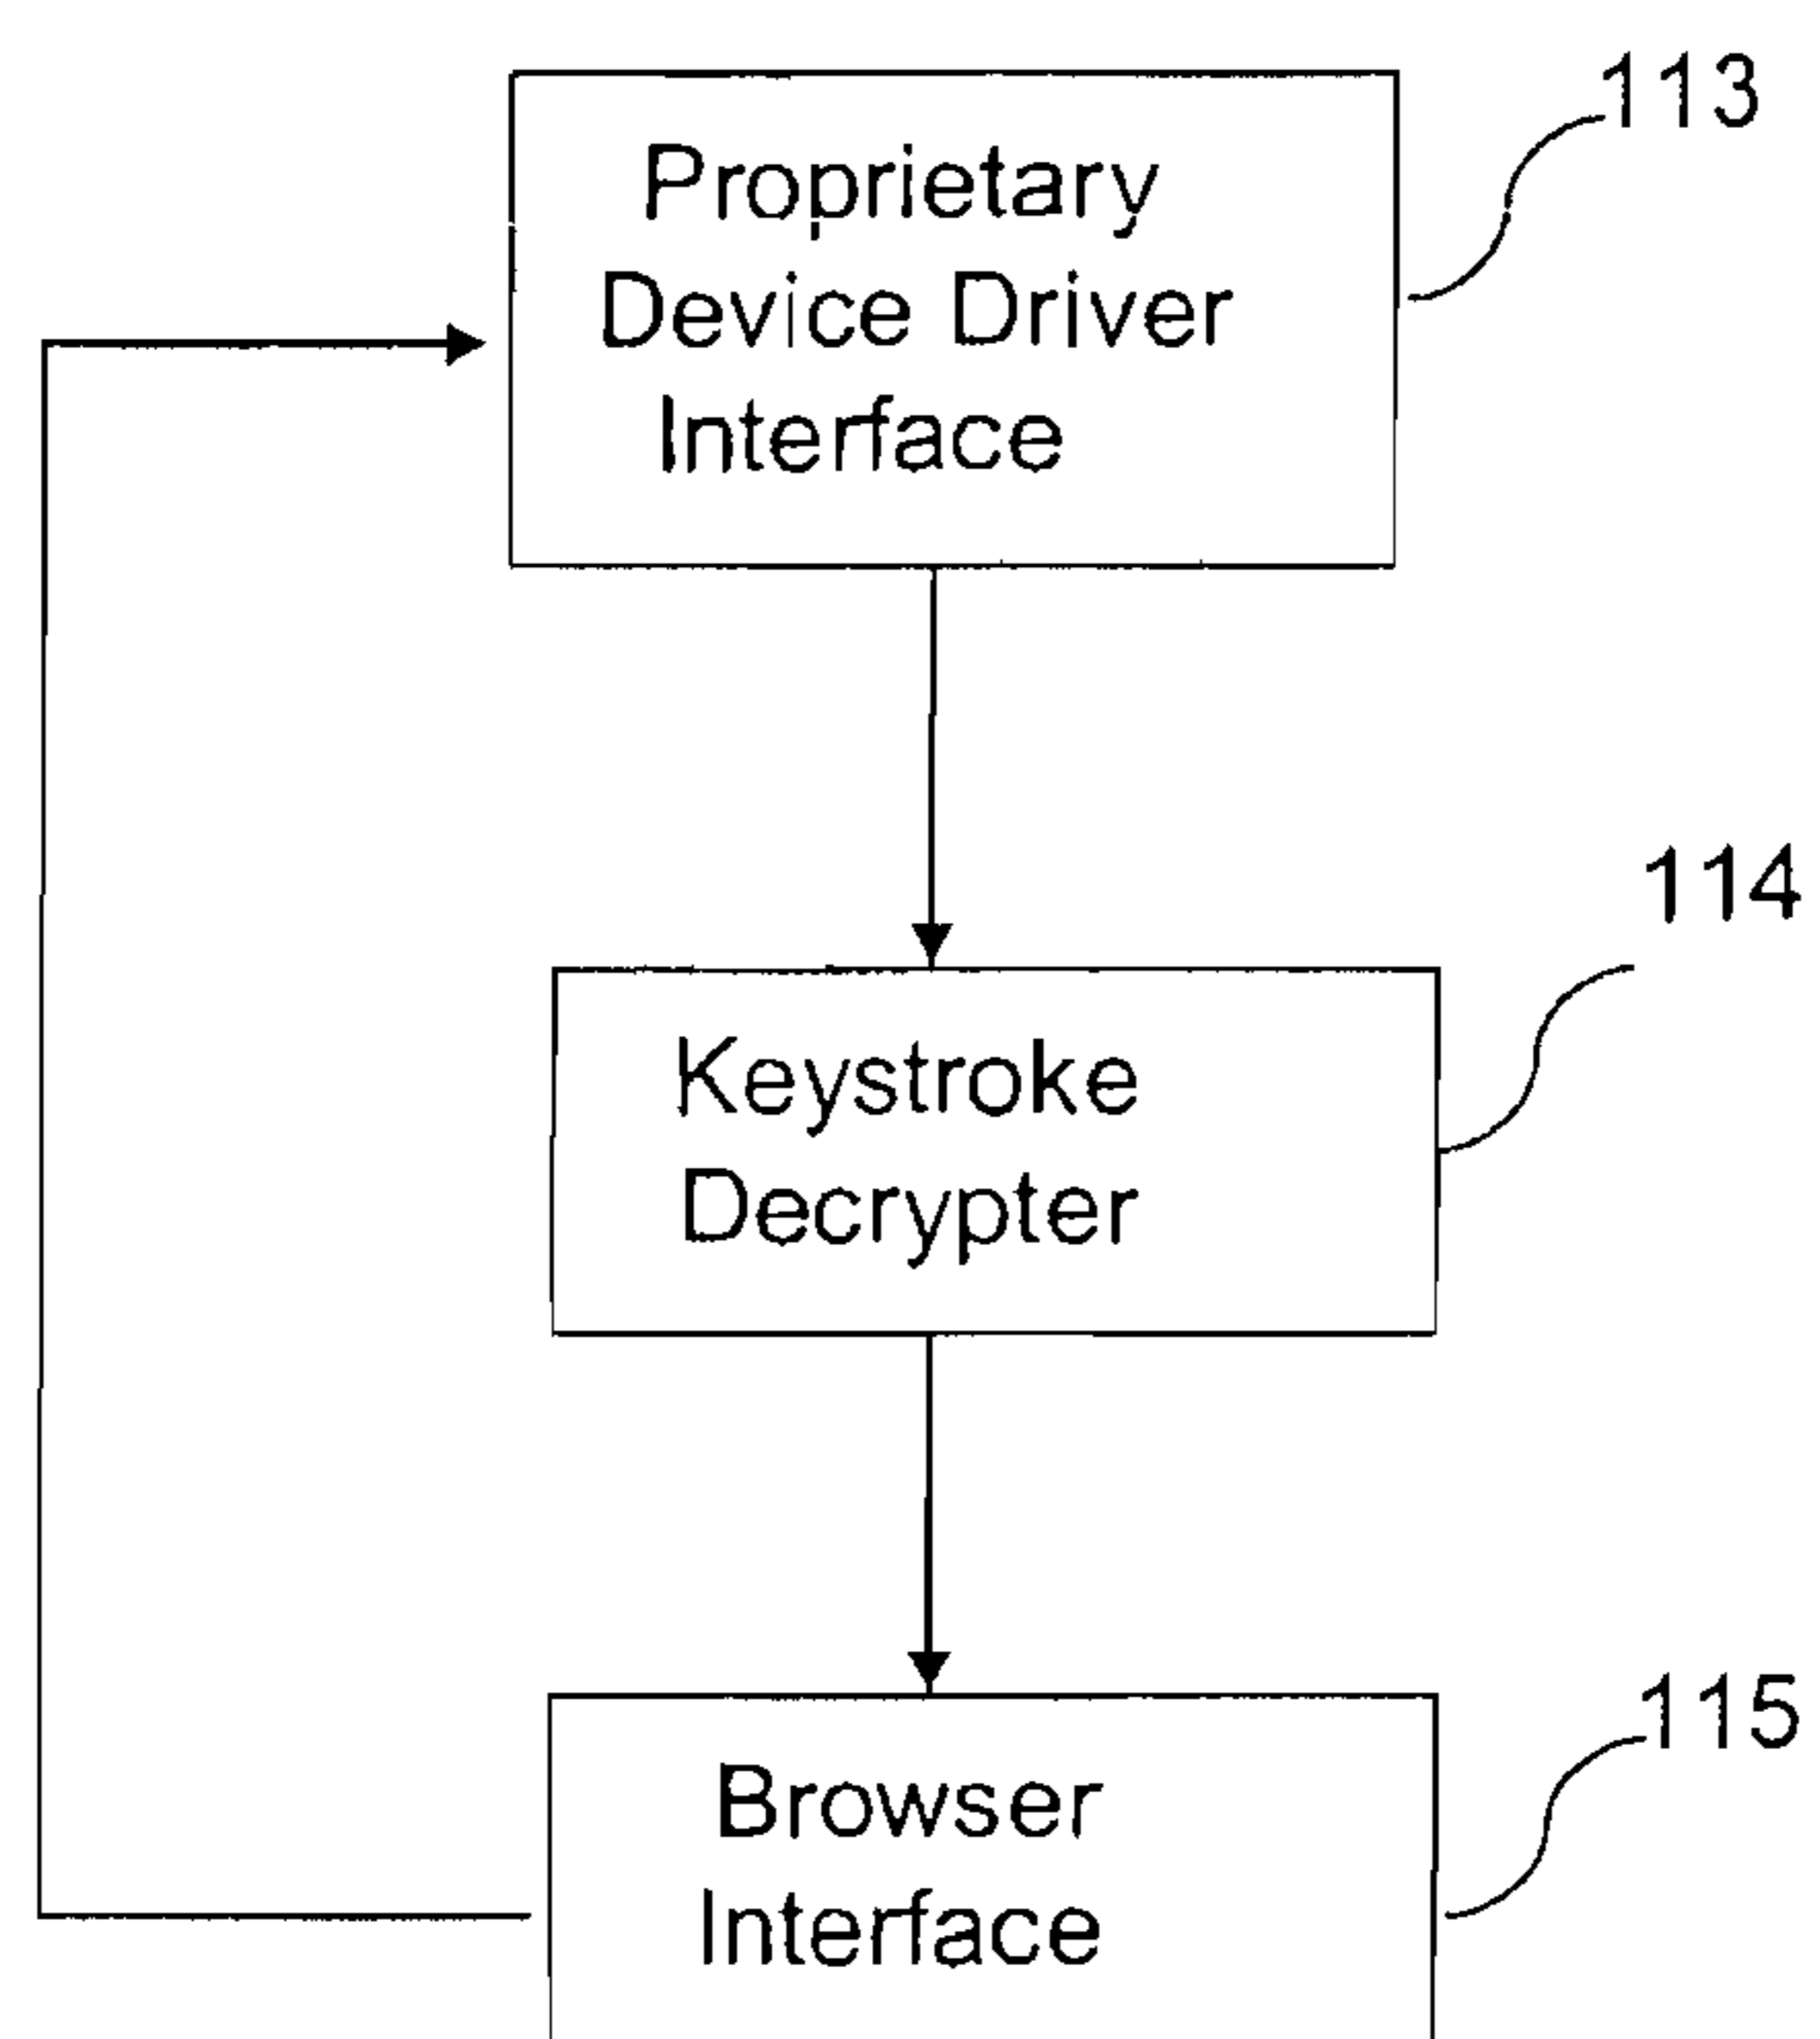 113
Proprietary
Device Driver
Interface
114
Keystroke
Decrypter
115
Browser
Interface